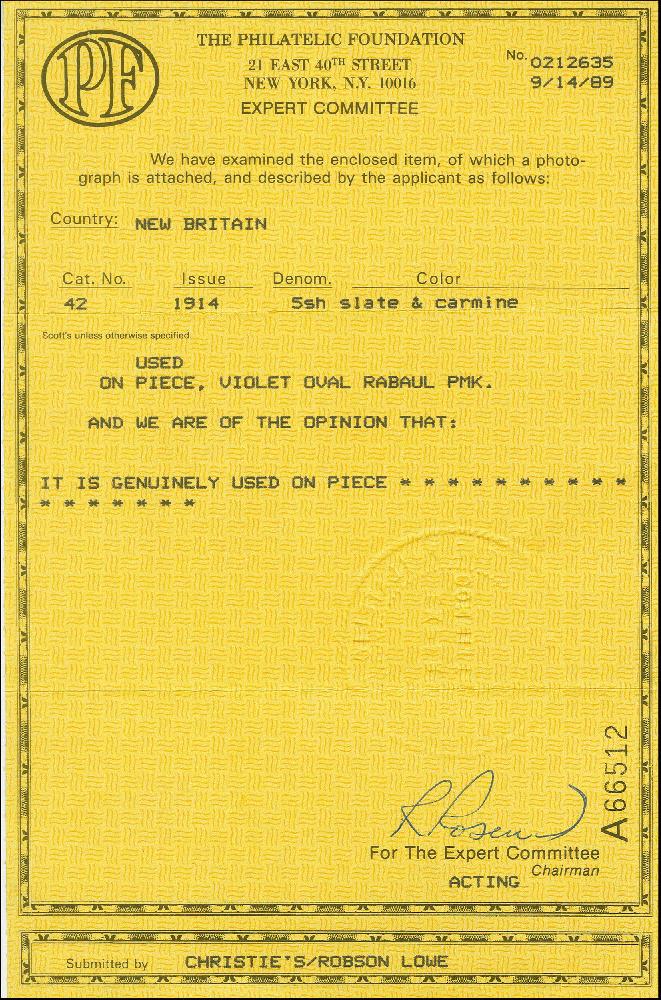 PF
THE PHILATELIC FOUNDATION
21 EAST 40TH STREET
NEW YORK, N.Y. 10016
EXPERT COMMITTEE
No. 0212635
9/14/89
We have examined the enclosed item, of which a photo-
graph is attached, and described by the applicant as follows:
Country: NEW BRITAIN
Cat. No. Issue Denom. Color
42 1914 5sh slate & carmine
Scott's unless otherwise specified
USED
ON PIECE, VIOLET OVAL RABAUL PMK.
AND WE ARE OF THE OPINION THAT:
IT IS GENUINELY USED ON PIECE * * * * * * * * * *
* * * * * * *
R Rosen
A66512
For The Expert Committee
Chairman
ACTING
Submitted by CHRISTIE'S/ROBSON LOWE